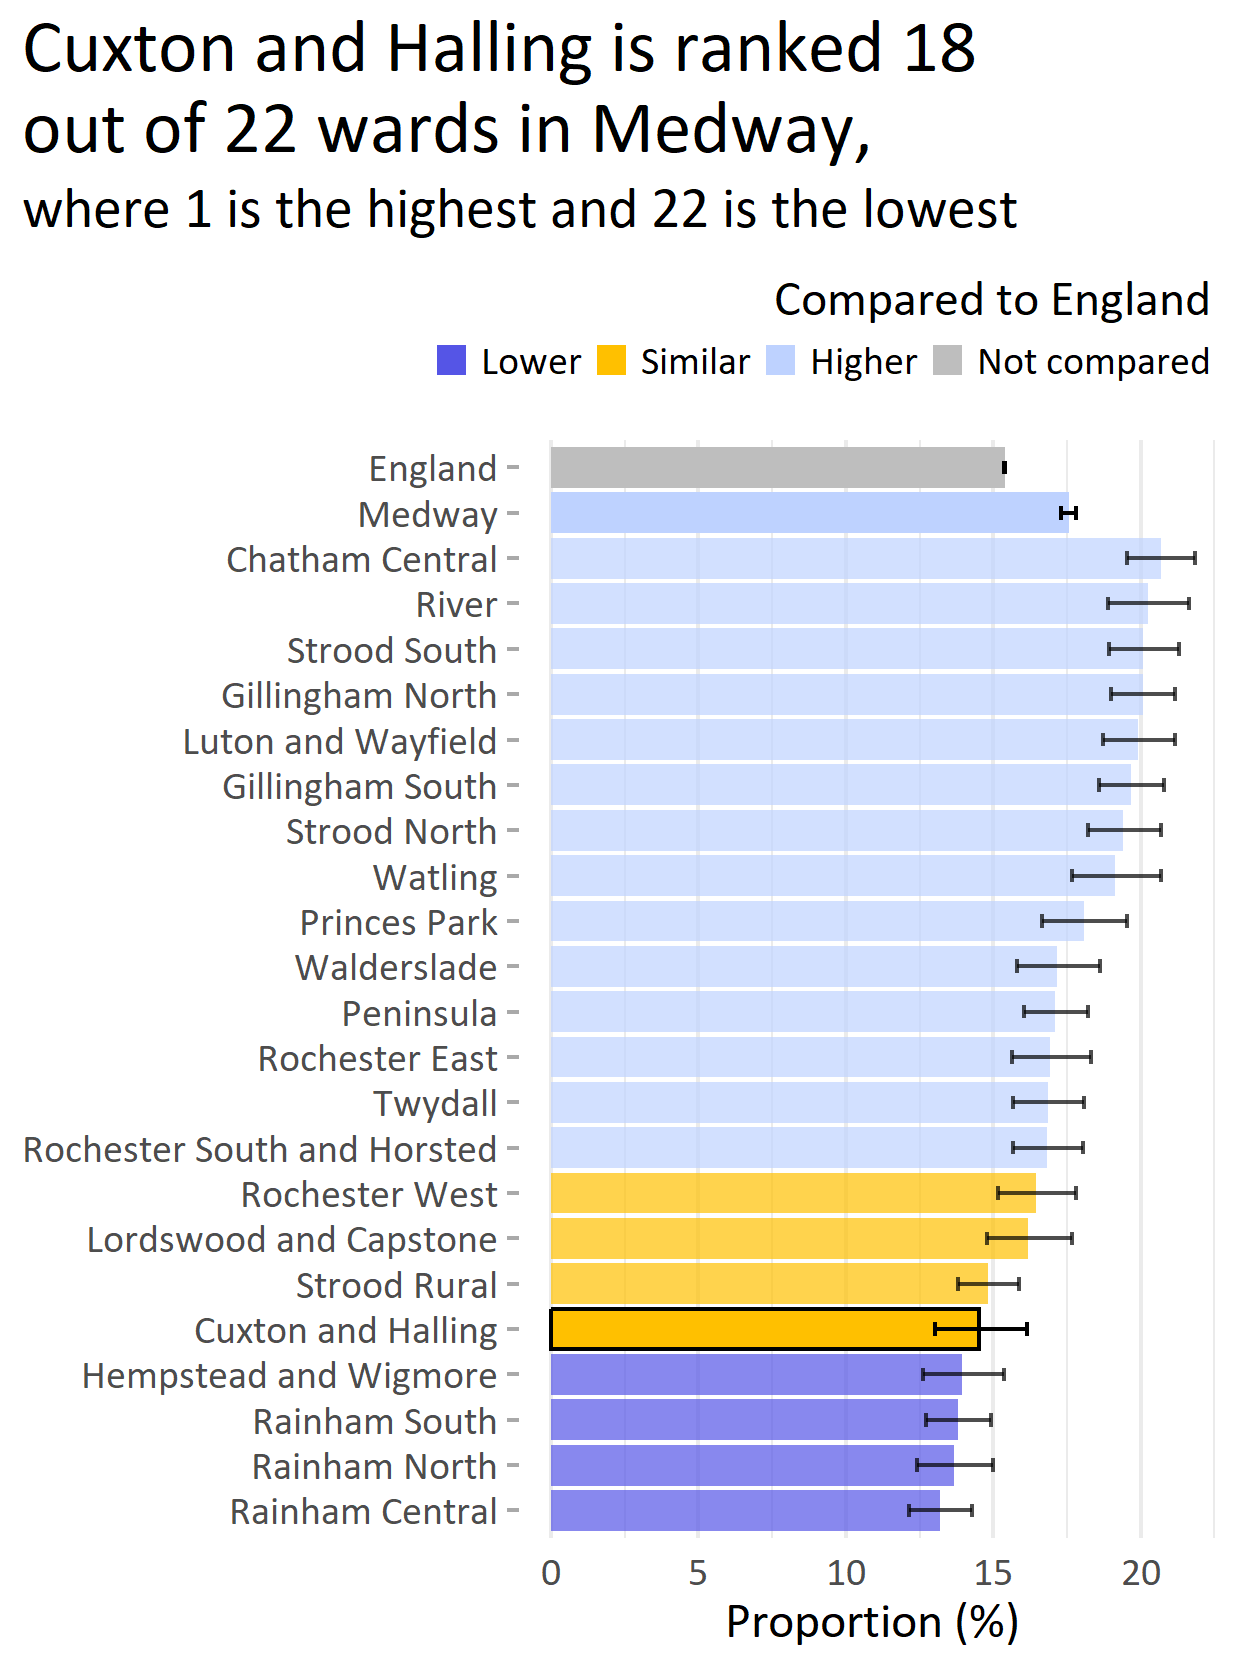 Cuxton and Halling is ranked 18
out of 22 wards in Medway,
where 1 is the highest and 22 is the lowest
Compared to England
Lower Similar Higher Not compared
England
Medway
Chatham Central
River
Strood South
Gillingham North
Luton and Wayfield
Gillingham South
Strood North
Watling
Princes Park
Walderslade
Peninsula
Rochester East
Twydall
Rochester South and Horsted
Rochester West
Lordswood and Capstone
Strood Rural
Cuxton and Halling
Hempstead and Wigmore
Rainham South
Rainham North
Rainham Central
0 5 10 15 20
Proportion (%)